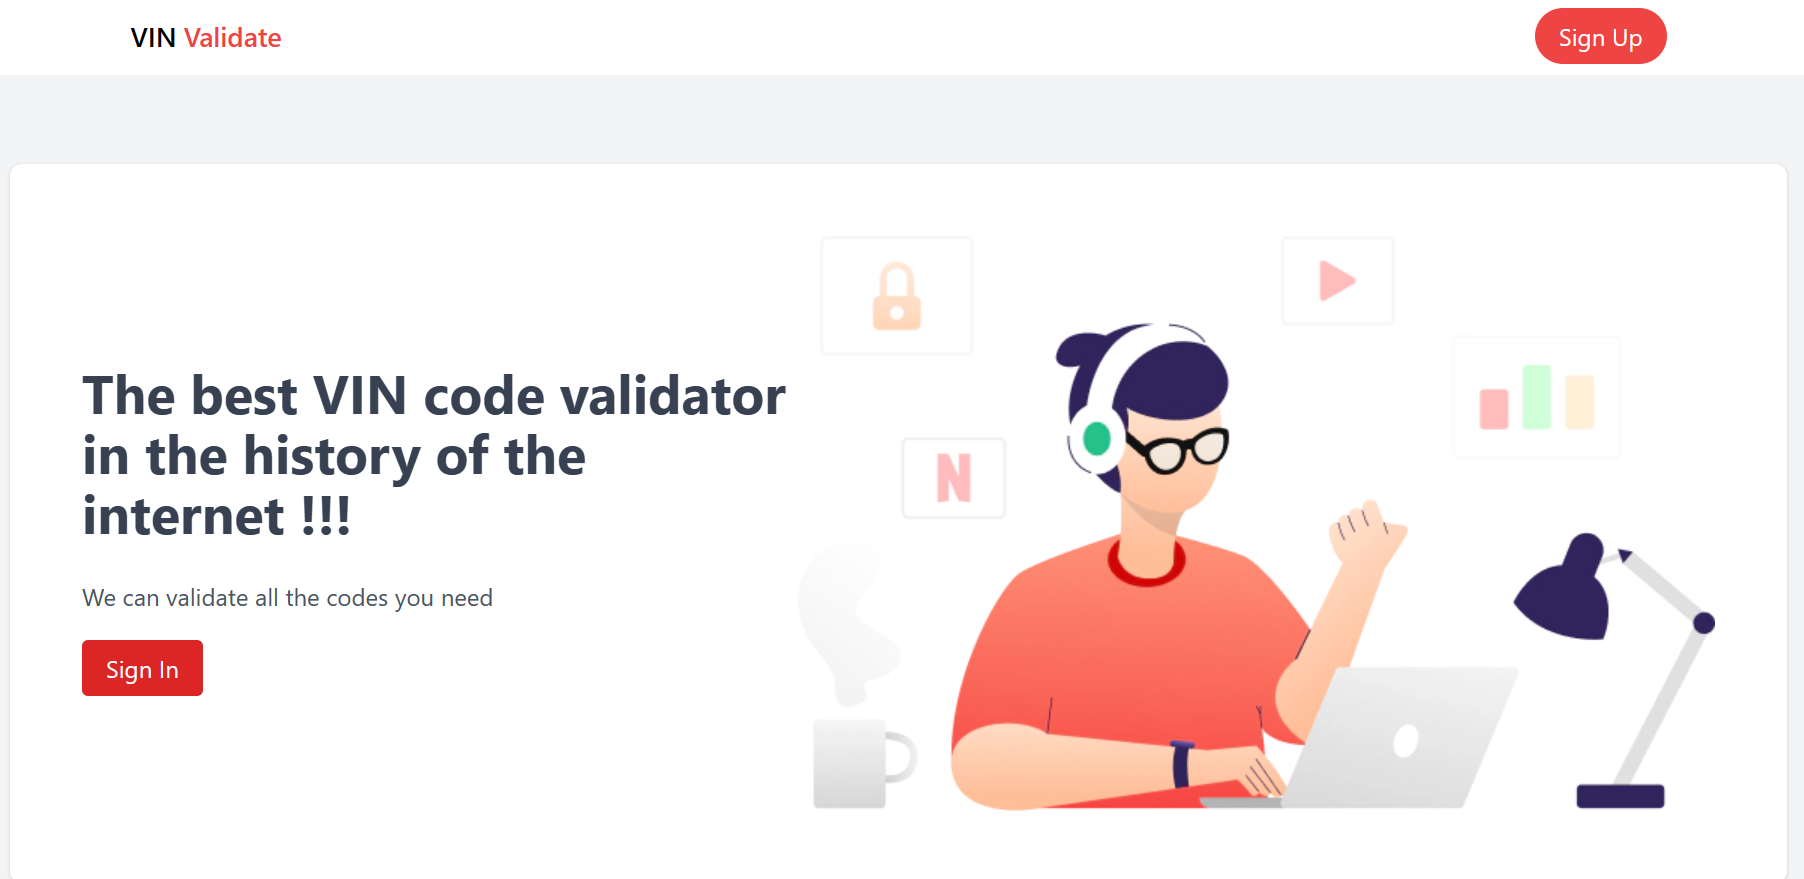 VIN Validate
Sign Up
The best VIN code validator
in the history of the
internet !!!
We can validate all the codes you need
Sign In
N